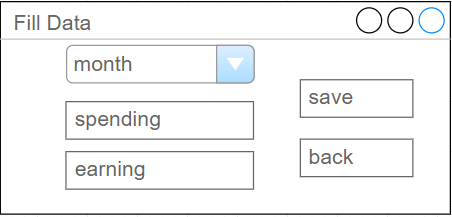 Fill Data
month
spending
earning
save
back